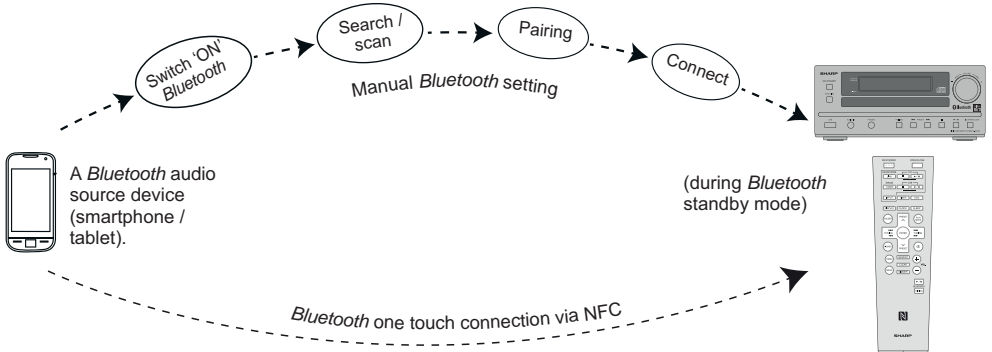 Switch 'ON'
Bluetooth
Search /
scan
Pairing
Connect
Manual Bluetooth setting
A Bluetooth audio
source device
(smartphone /
tablet).
(during Bluetooth
standby mode)
Bluetooth one touch connection via NFC
SHARP
Bluetooth
SHARP